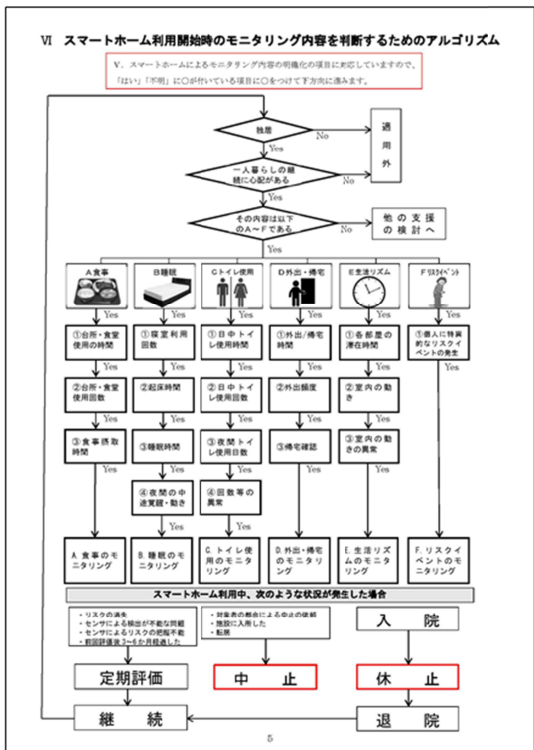 Ⅵ スマートホーム利用開始時のモニタリング内容を判断するためのアルゴリズム
Ⅴ．スマートホームによるモニタリング内容の明確化の項目に対応していますので、
「はい」「不明」に○が付いている項目に○をつけて下方向に進みます。
独居
No
適用外
Yes
一人暮らしの継
続に心配がある
No
Yes
その内容は以下
のA～Fである
No
他の支援
の検討へ
Yes
A食事
B睡眠
Cトイレ使用
D外出・帰宅
E生活リズム
Fリスクイベント
Yes Yes Yes Yes Yes Yes
①台所・食堂
使用の時間
①寝室利用
回数
①日中トイ
レ使用時間
①外出/帰宅
時間
①各部屋の
滞在時間
①個人に特異
的なリスクイ
ベントの発生
Yes Yes Yes Yes Yes Yes
②台所・食堂
使用回数
②起床時間
②日中トイ
レ使用回数
②外出頻度
②室内の動
き
Yes Yes Yes Yes Yes
③食事摂取
時間
③睡眠時間
③夜間トイ
レ使用日数
③帰宅確認
③室内の動
きの異常
Yes Yes Yes Yes Yes
④夜間の中
途覚醒・動き
④回数等の
異常
Yes Yes
A. 食事のモ
ニタリング
B. 睡眠のモ
ニタリング
C. トイレ使
用のモニタリ
ング
D. 外出・帰宅
のモニタリン
グ
E. 生活リズ
ムのモニタリ
ング
F. リスクイ
ベントのモ
ニタリング
スマートホーム利用中、次のような状況が発生した場合
・ リスクの消失
・ センサによる検出が不可能な問題
・ センサによるリスクの把握不能
・ 前回評価後3～6か月経過した
・ 対象者の都合による中止の依頼
・ 施設に入所した
・ 転居
入 院
定期評価
中 止
休 止
継 続
退 院
5